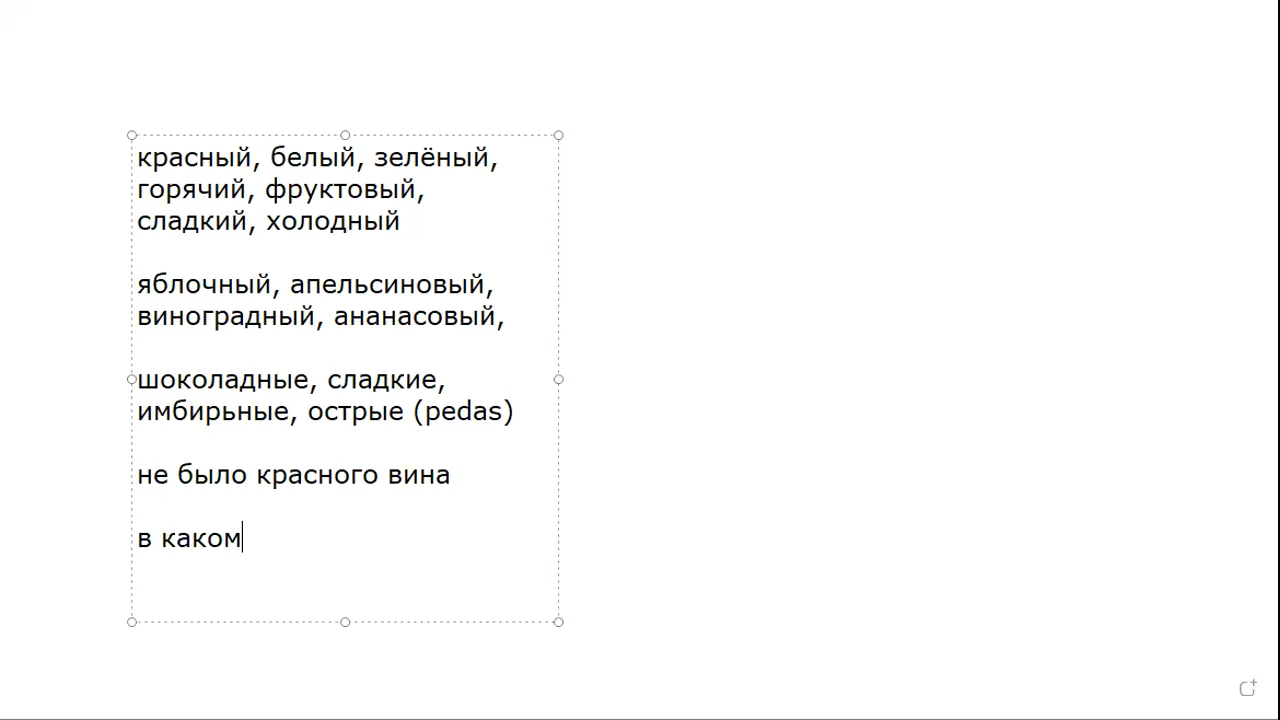 красный, белый, зелёный,
горячий, фруктовый,
сладкий, холодный
яблочный, апельсиновый,
виноградный, ананасовый,
шоколадные, сладкие,
имбирьные, острые (pedas)
не было красного вина
в каком